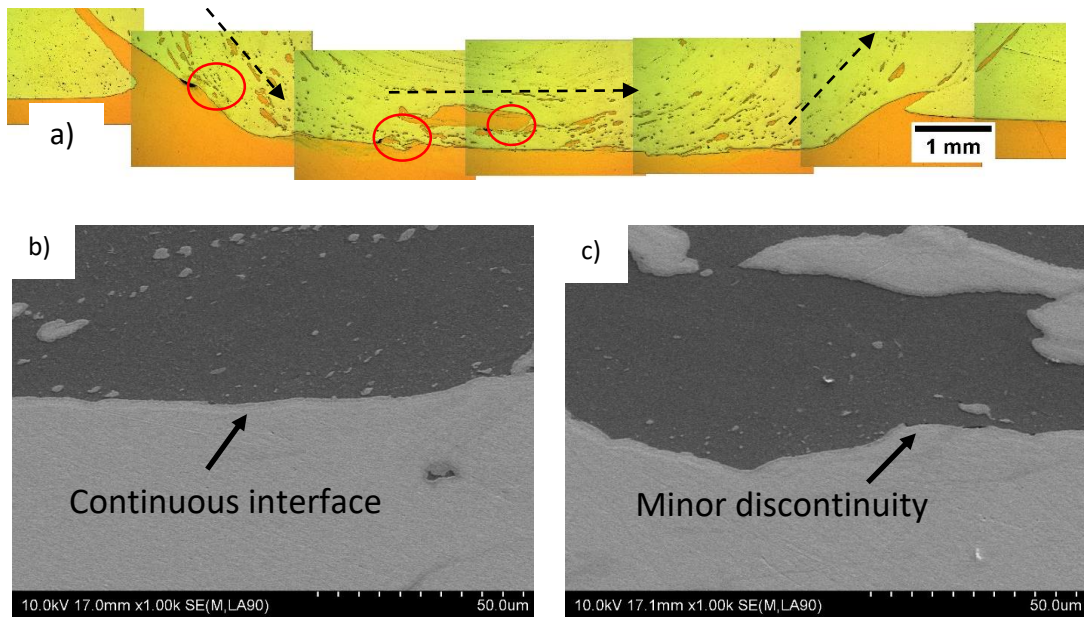 a)
1 mm
b)
Continuous interface
10.0kV 17.0mm x1.00k SE(M,LA90)
50.0um
c)
Minor discontinuity
10.0kV 17.1mm x1.00k SE(M,LA90)
50.0um